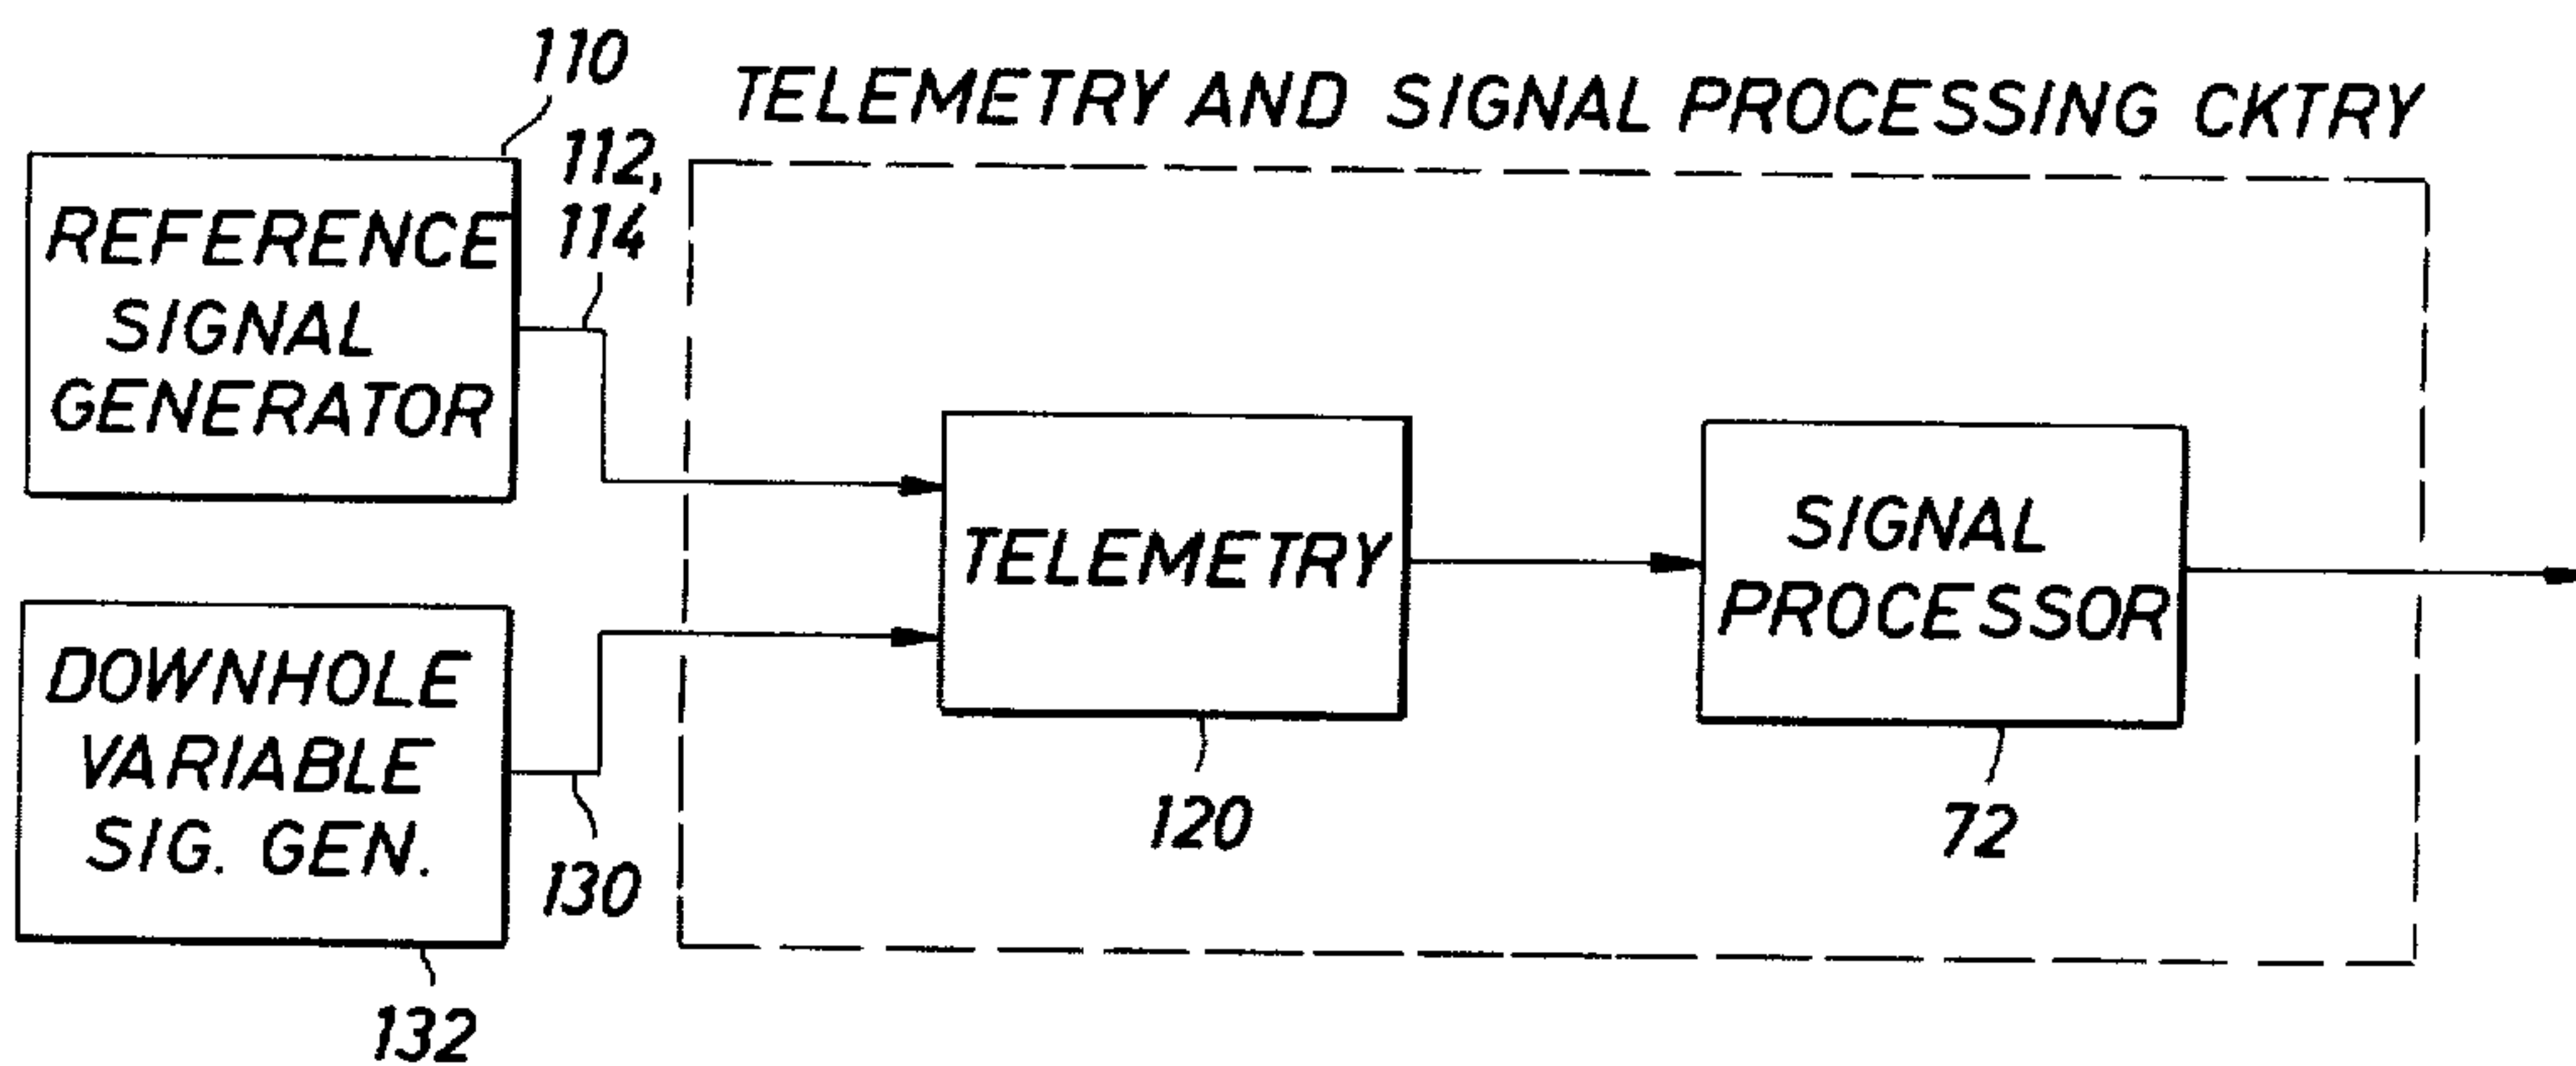 110
TELEMETRY AND SIGNAL PROCESSING CKTRY
112,
114
REFERENCE
SIGNAL
GENERATOR
TELEMETRY
SIGNAL
PROCESSOR
DOWNHOLE
VARIABLE
SIG. GEN.
120
72
130
132